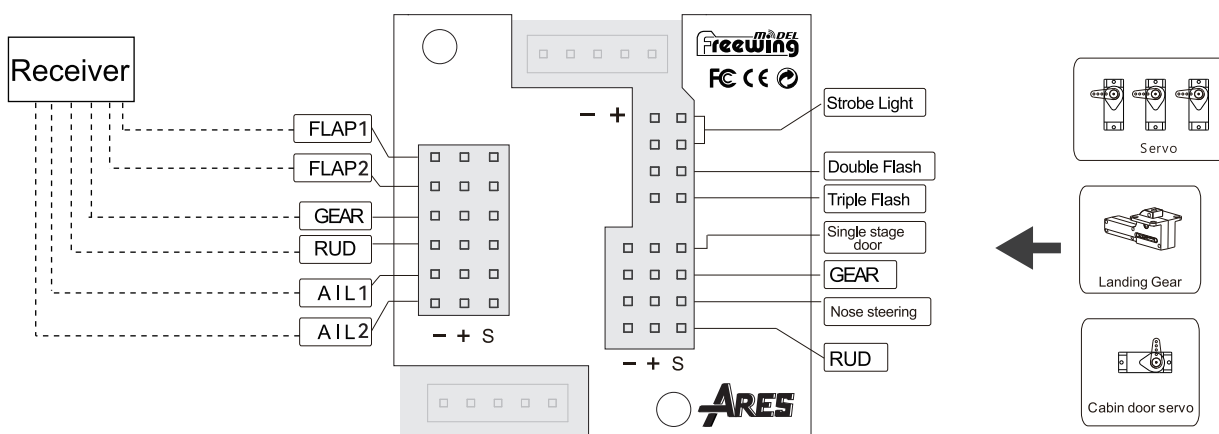 Receiver
FLAP1
FLAP2
GEAR
RUD
AIL1
AIL2
- + S
Freewing MODEL
FC CE
- +
Strobe Light
Double Flash
Triple Flash
Single stage
door
GEAR
Nose steering
RUD
- + S
ARES
Servo
Landing Gear
Cabin door servo